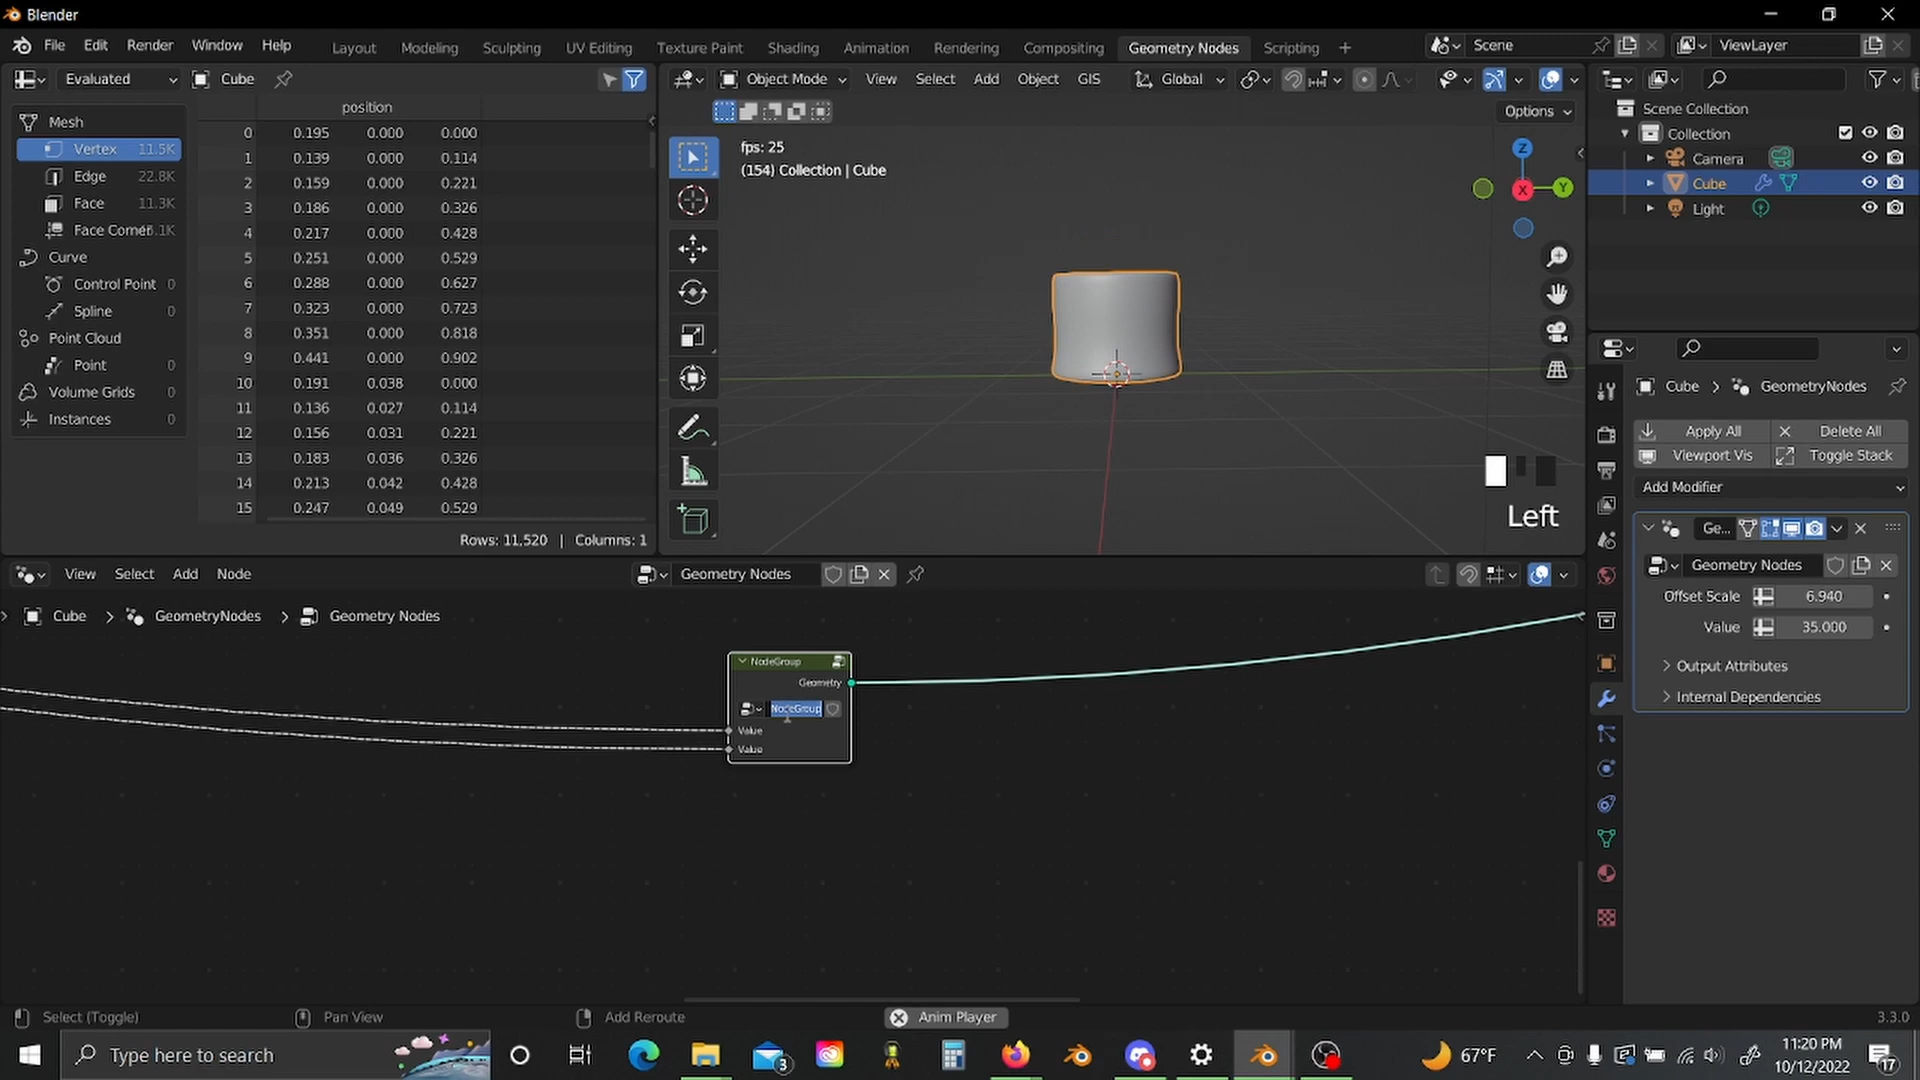 Blender
File Edit Render Window Help Layout Modeling Sculpting UV Editing Texture Paint Shading Animation Rendering Compositing Geometry Nodes Scripting + Scene ViewLayer
Evaluated Cube
Object Mode View Select Add Object GIS Global
Options
position
Mesh
Vertex 11.5K
Edge 22.8K
Face 11.3K
Face Corner
Curve
Control Point 0
Spline 0
Point Cloud
Point 0
Volume Grids 0
Instances 0
0 0.195 0.000 0.000
1 0.139 0.000 0.114
2 0.159 0.000 0.221
3 0.186 0.000 0.326
4 0.217 0.000 0.428
5 0.251 0.000 0.529
6 0.288 0.000 0.627
7 0.323 0.000 0.723
8 0.351 0.000 0.818
9 0.441 0.000 0.902
10 0.191 0.038 0.000
11 0.136 0.027 0.114
12 0.156 0.031 0.221
13 0.183 0.036 0.326
14 0.213 0.042 0.428
15 0.247 0.049 0.529
Rows: 11,520 | Columns: 1
fps: 25
(154) Collection | Cube
Z
X
Y
Left
Scene Collection
Collection
Camera
Cube
Light
Cube > GeometryNodes
Apply All Delete All
Viewport Vis Toggle Stack
Add Modifier
Ge...
Geometry Nodes
Offset Scale 6.940
Value 35.000
Output Attributes
Internal Dependencies
View Select Add Node Geometry Nodes
Cube > GeometryNodes > Geometry Nodes
NodeGroup
Geometry
NodeGroup
Value
Value
Select (Toggle) Pan View Add Reroute Anim Player 3.3.0
Type here to search
3
67°F
11:20 PM
10/12/2022
17